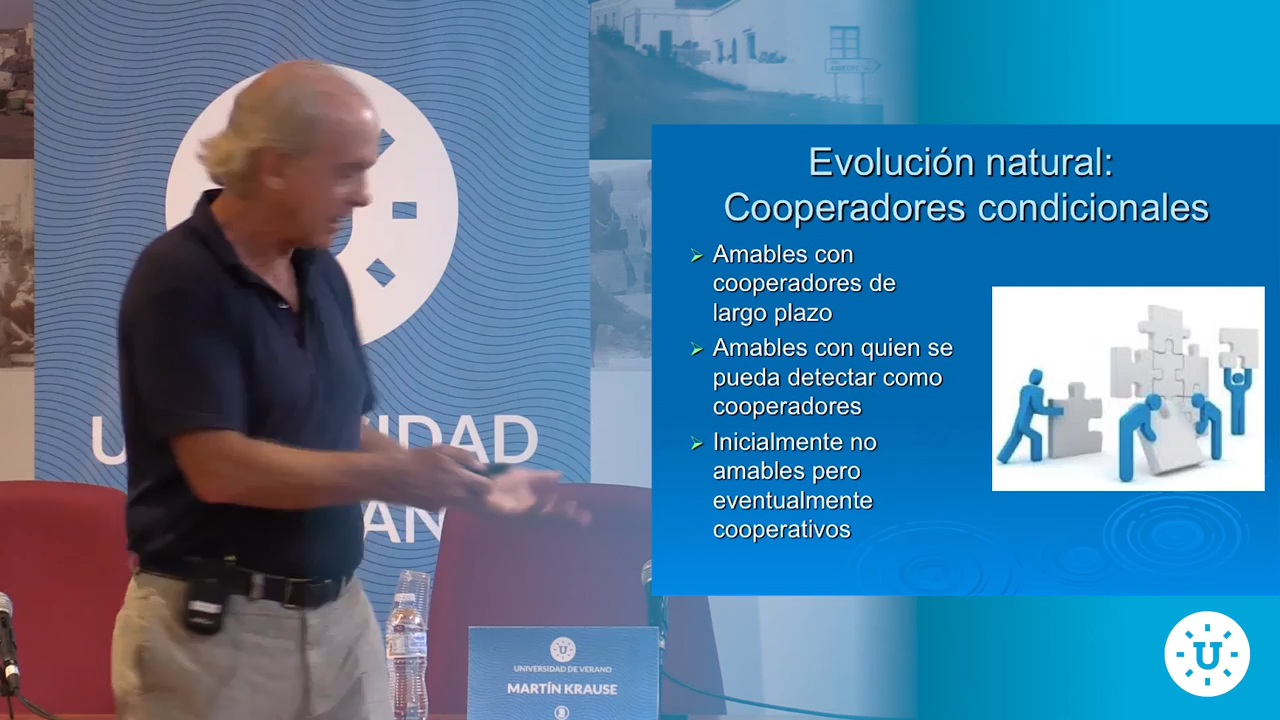 Evolución natural:
Cooperadores condicionales
Amables con
cooperadores de
largo plazo
Amables con quien se
pueda detectar como
cooperadores
Inicialmente no
amables pero
eventualmente
cooperativos
UNIVERSIDAD DE VERANO
MARTÍN KRAUSE
U